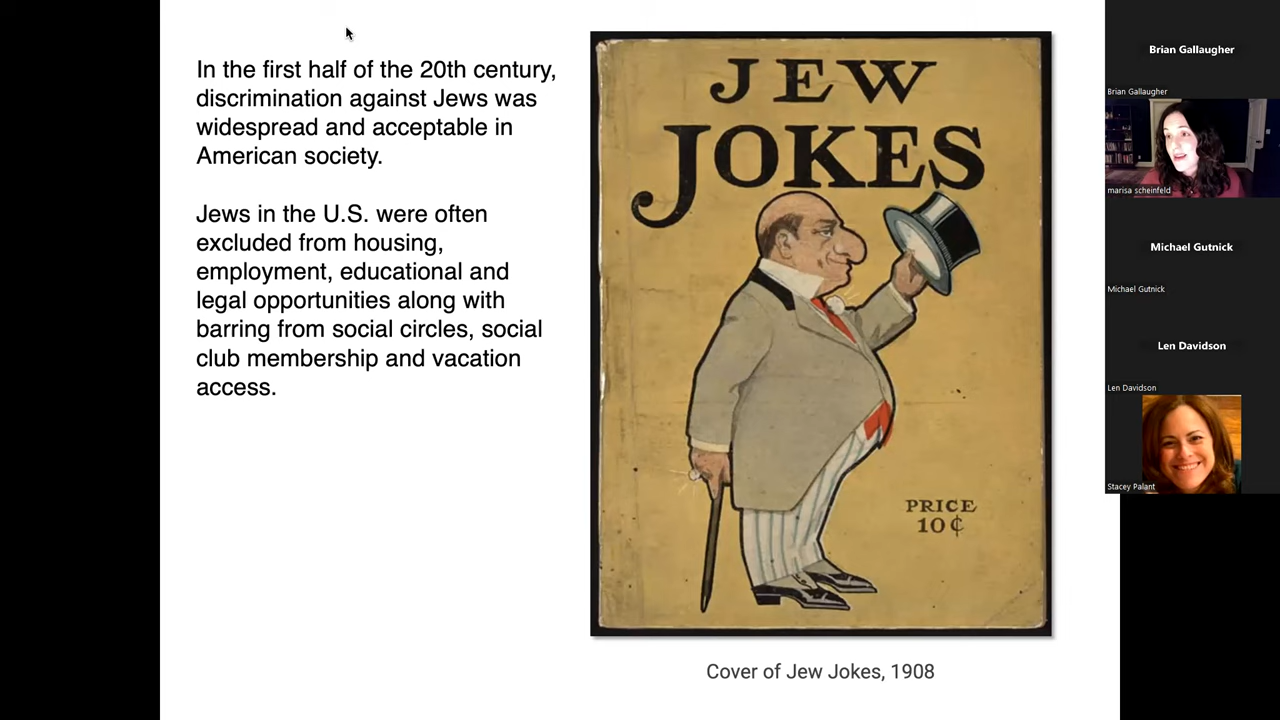 In the first half of the 20th century,
discrimination against Jews was
widespread and acceptable in
American society.
Jews in the U.S. were often
excluded from housing,
employment, educational and
legal opportunities along with
barring from social circles, social
club membership and vacation
access.
JEW
JOKES
PRICE
10¢
Cover of Jew Jokes, 1908
Brian Gallaugher
Brian Gallaugher
marisa scheinfeld
Michael Gutnick
Michael Gutnick
Len Davidson
Len Davidson
Stacey Palant